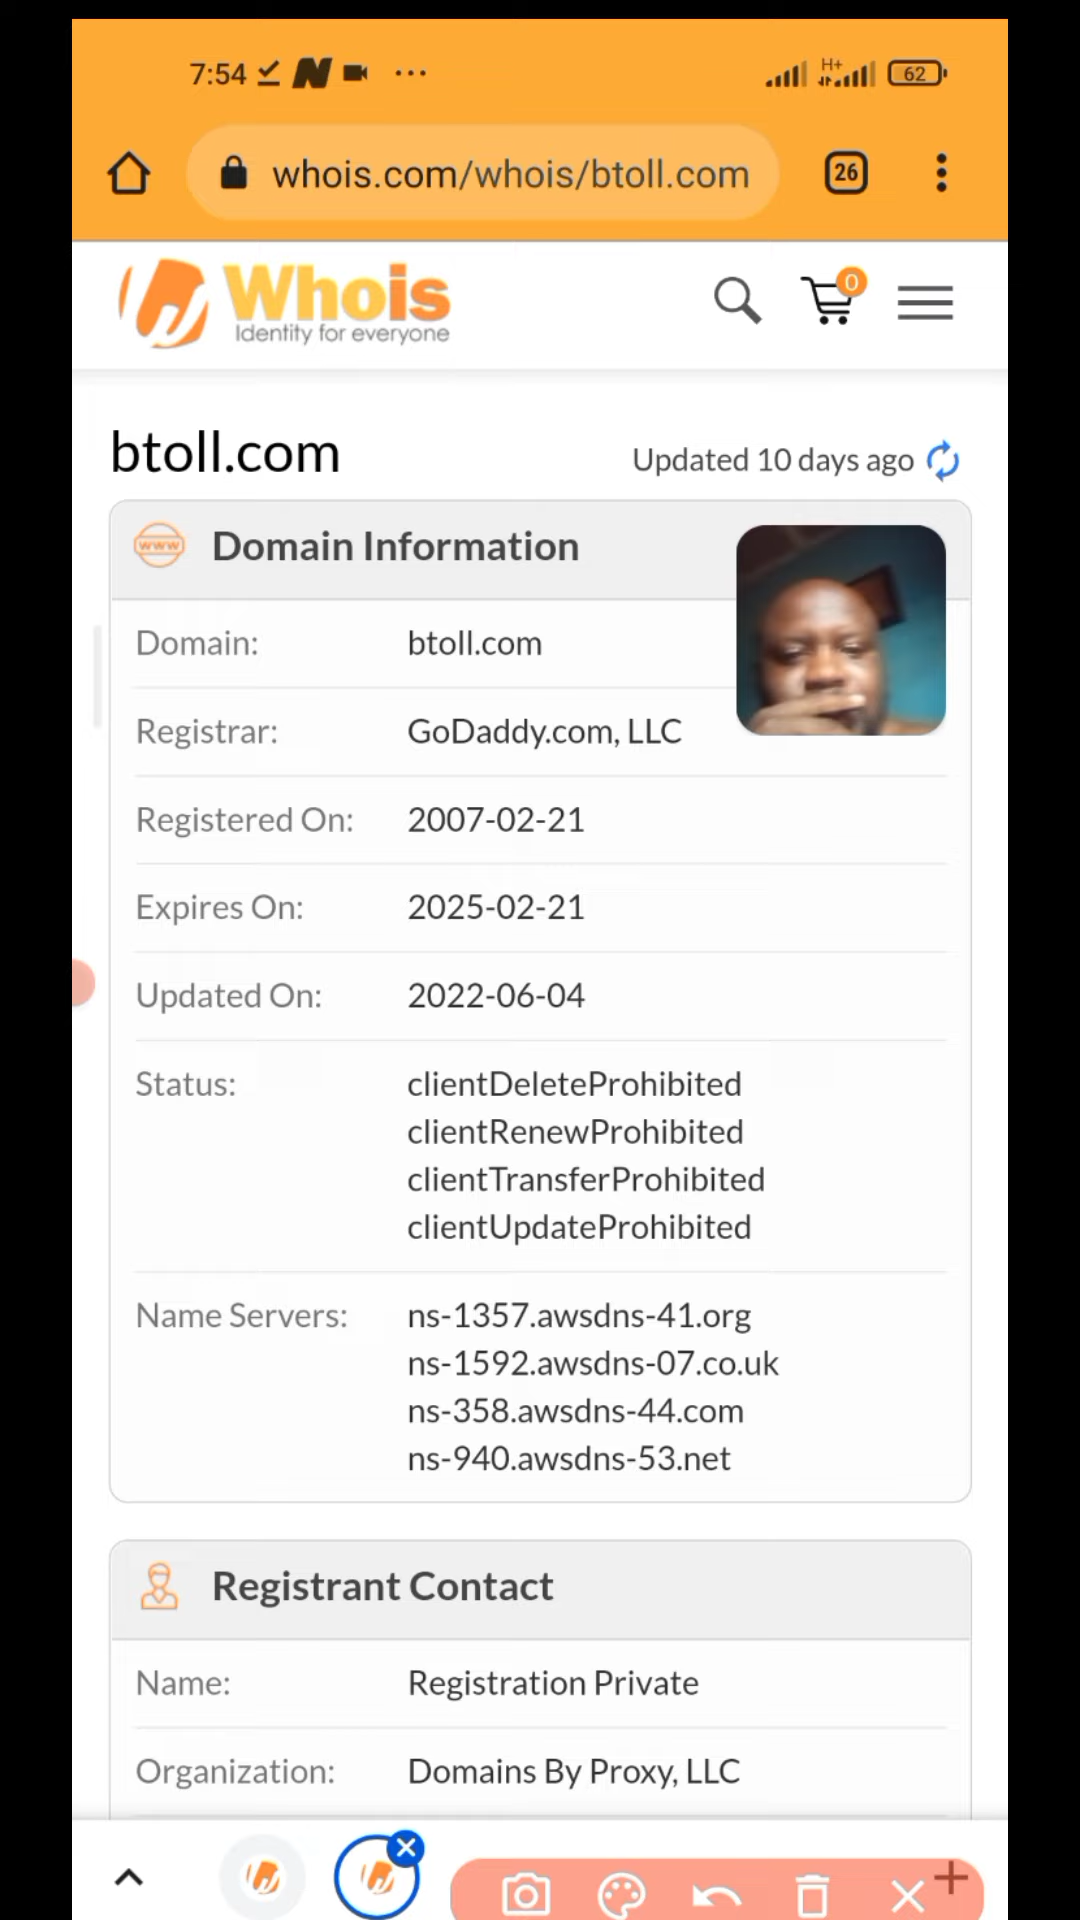 7:54 N ... H+ 62
whois.com/whois/btoll.com 26
Whois 0
Identity for everyone
btoll.com Updated 10 days ago
www Domain Information
Domain: btoll.com
Registrar: GoDaddy.com, LLC
Registered On: 2007-02-21
Expires On: 2025-02-21
Updated On: 2022-06-04
Status: clientDeleteProhibited
clientRenewProhibited
clientTransferProhibited
clientUpdateProhibited
Name Servers: ns-1357.awsdns-41.org
ns-1592.awsdns-07.co.uk
ns-358.awsdns-44.com
ns-940.awsdns-53.net
Registrant Contact
Name: Registration Private
Organization: Domains By Proxy, LLC